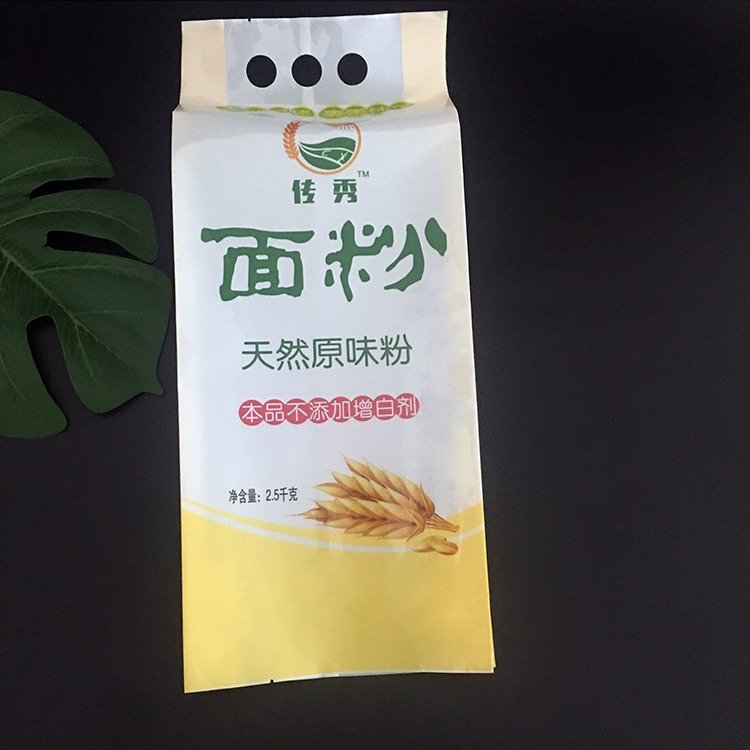 传秀
TM
面粉
天然原味粉
本品不添加增白剂
净含量：2.5千克